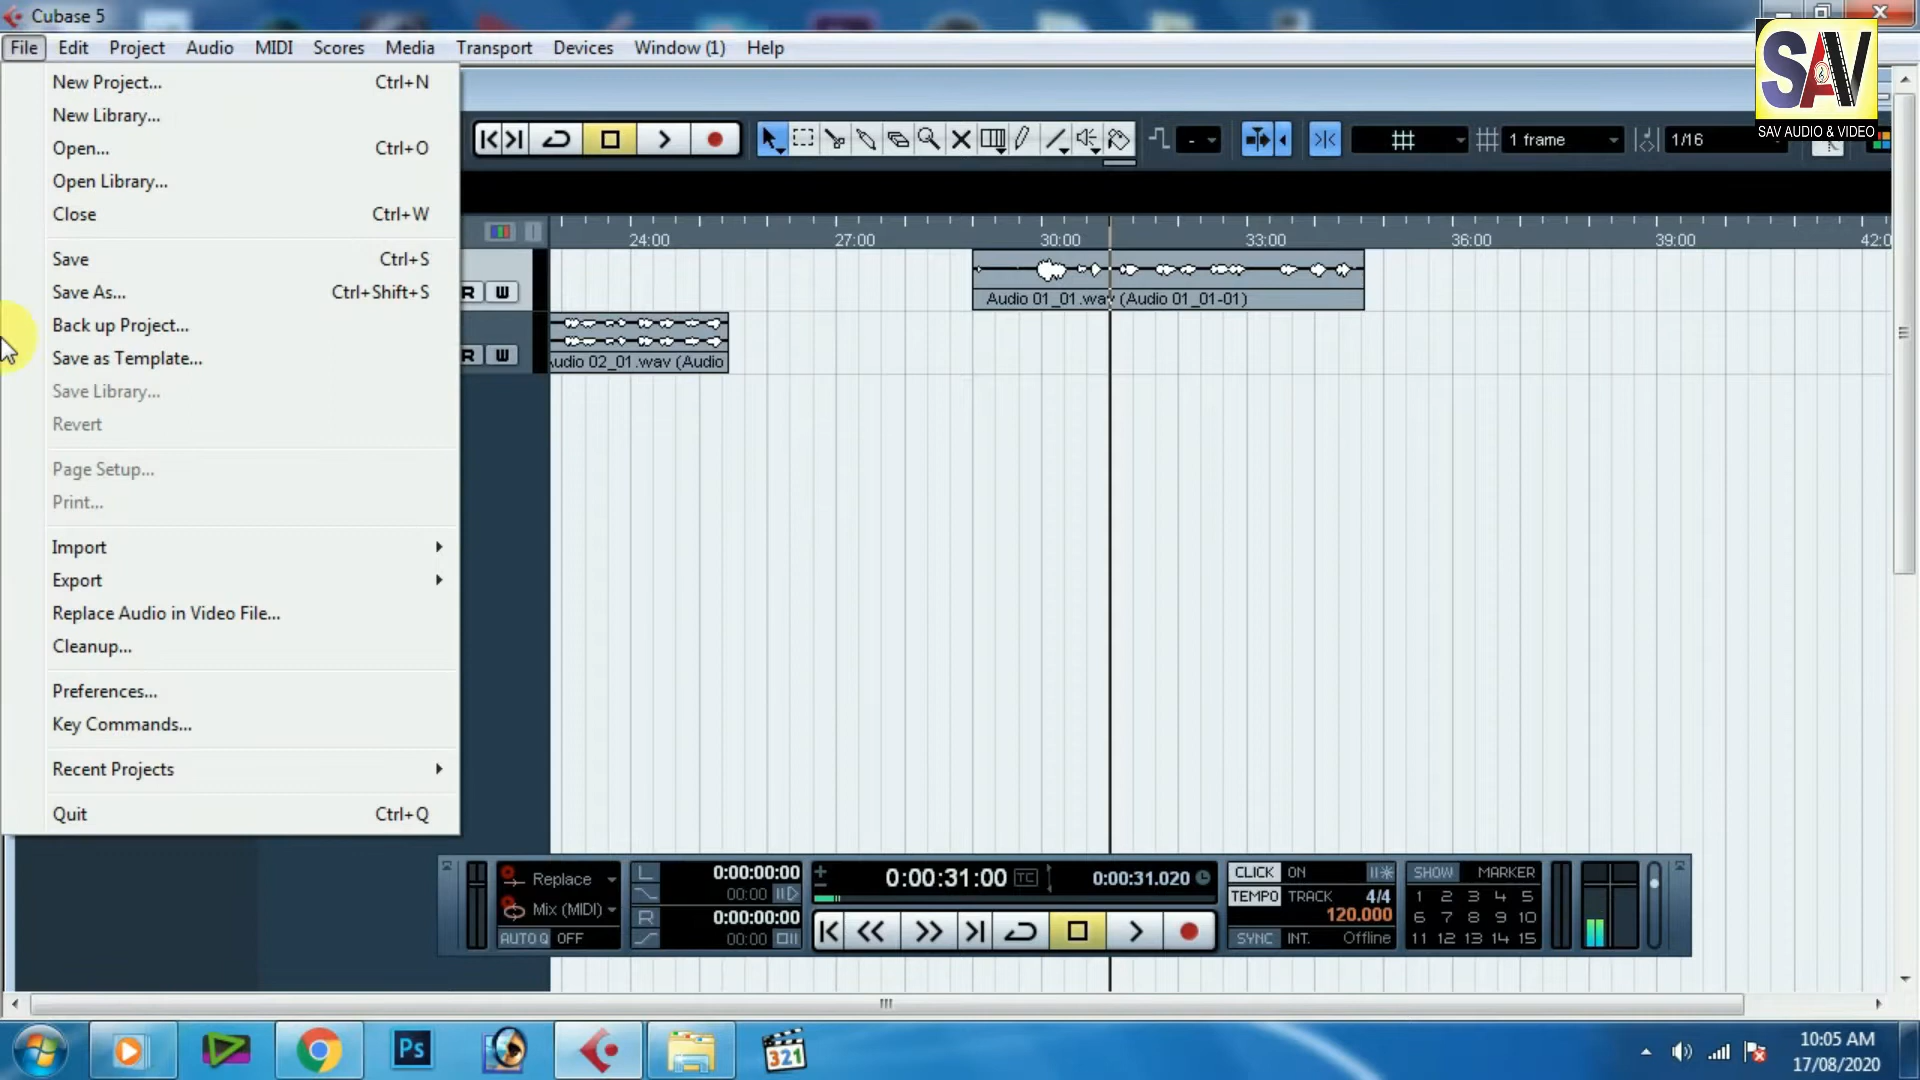 Cubase 5
File Edit Project Audio MIDI Scores Media Transport Devices Window (1) Help
SAV
SAV AUDIO & VIDEO
New Project... Ctrl+N
New Library...
Open... Ctrl+O
Open Library...
Close Ctrl+W
Save Ctrl+S
Save As... Ctrl+Shift+S
Back up Project...
Save as Template...
Save Library...
Revert
Page Setup...
Print...
Import
Export
Replace Audio in Video File...
Cleanup...
Preferences...
Key Commands...
Recent Projects
Quit Ctrl+Q
- 1 frame 1/16
24:00 27:00 30:00 33:00 36:00 39:00 42:0
R W
Audio 01_01.wav (Audio 01_01-01)
R W
Audio 02_01.wav (Audio
Replace
Mix (MIDI)
AUTO Q OFF
L 0:00:00:00
00:00
R 0:00:00:00
00:00
0:00:31:00 TC 0:00:31.020
CLICK ON
TEMPO TRACK 4/4
120.000
SYNC INT. Offline
SHOW MARKER
1 2 3 4 5
6 7 8 9 10
11 12 13 14 15
Ps
321
10:05 AM
17/08/2020